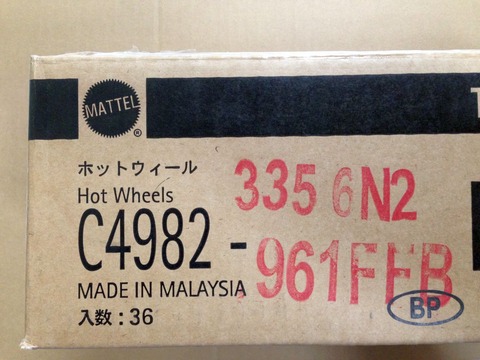 MATTEL
®
ホットウィール
Hot Wheels
335 6N2
C4982-
961FFB
MADE IN MALAYSIA
入数:36
BP